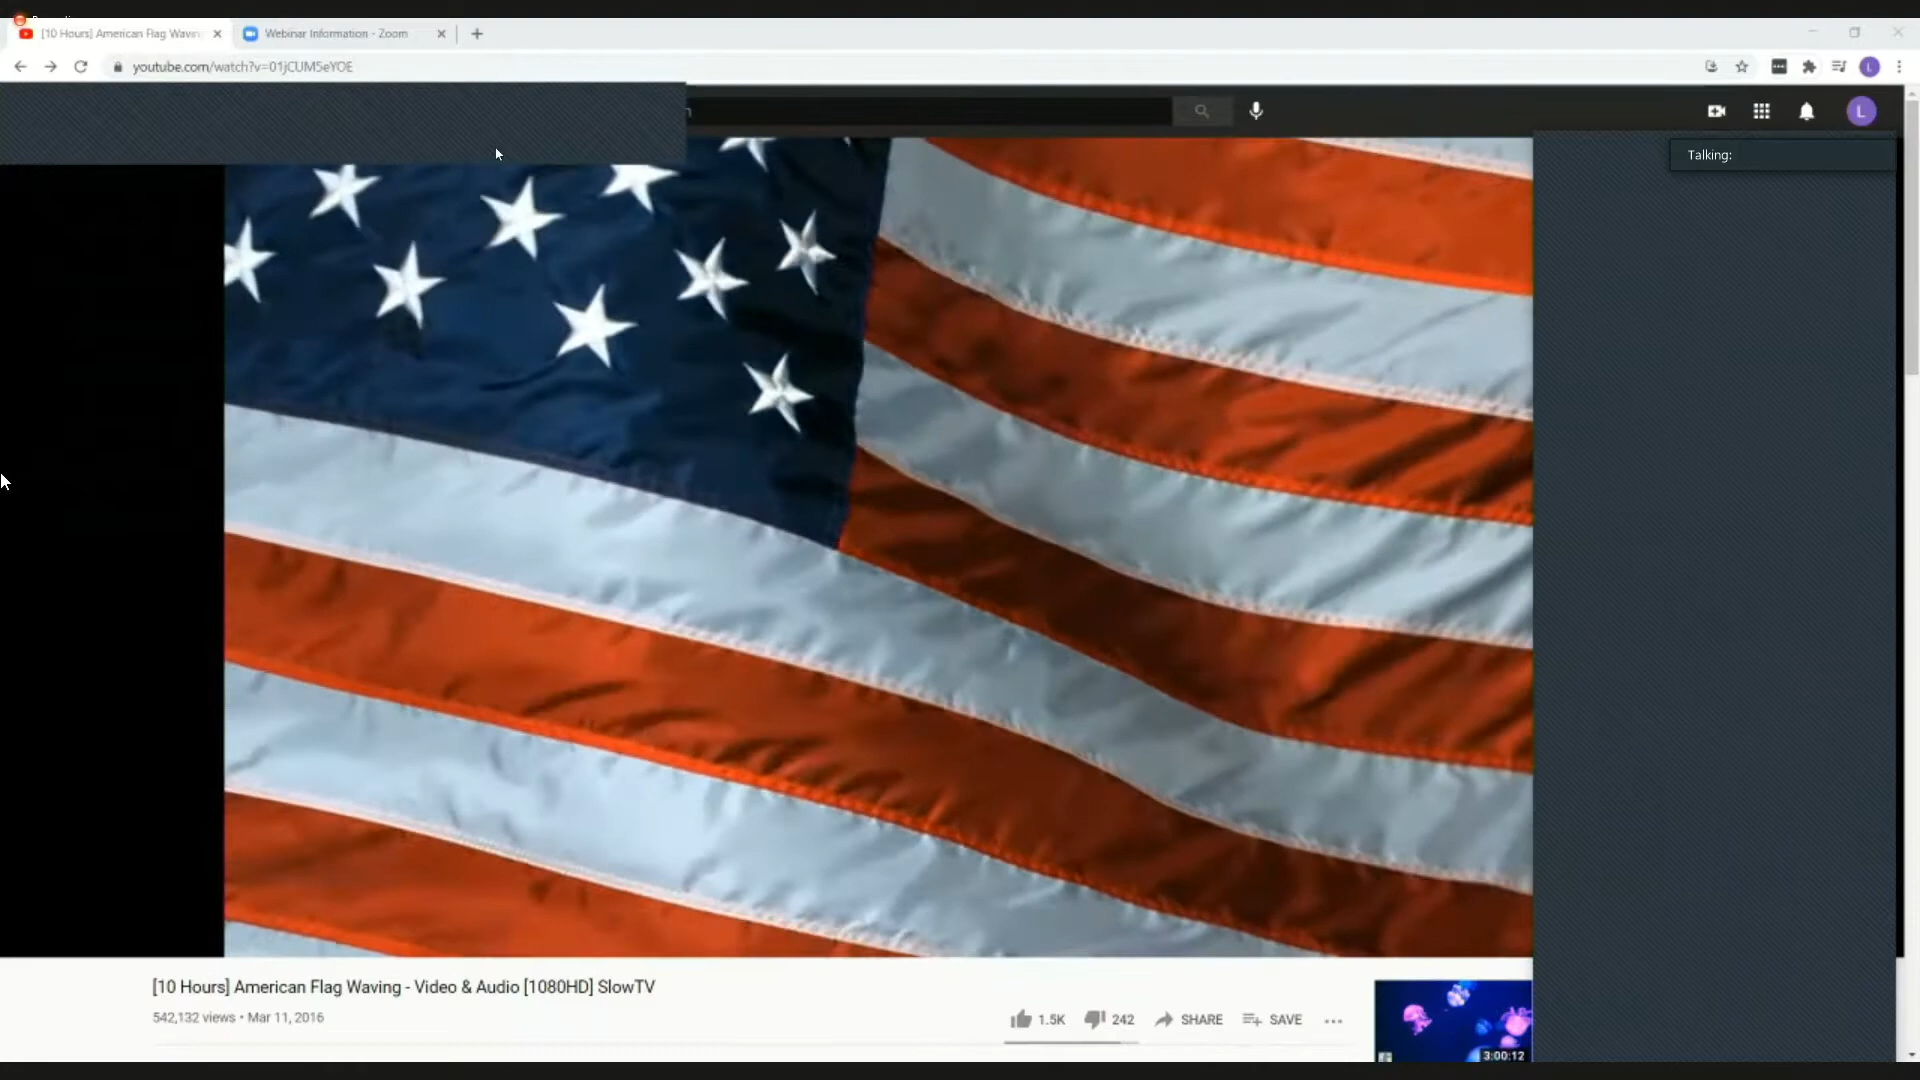 [10 Hours] American Flag Wavin
Webinar Information - Zoom
youtube.com/watch?v=01jCUM5eYOE
L
L
Talking:
[10 Hours] American Flag Waving - Video & Audio [1080HD] SlowTV
542,132 views • Mar 11, 2016
1.5K
242
SHARE
SAVE
3:00:12